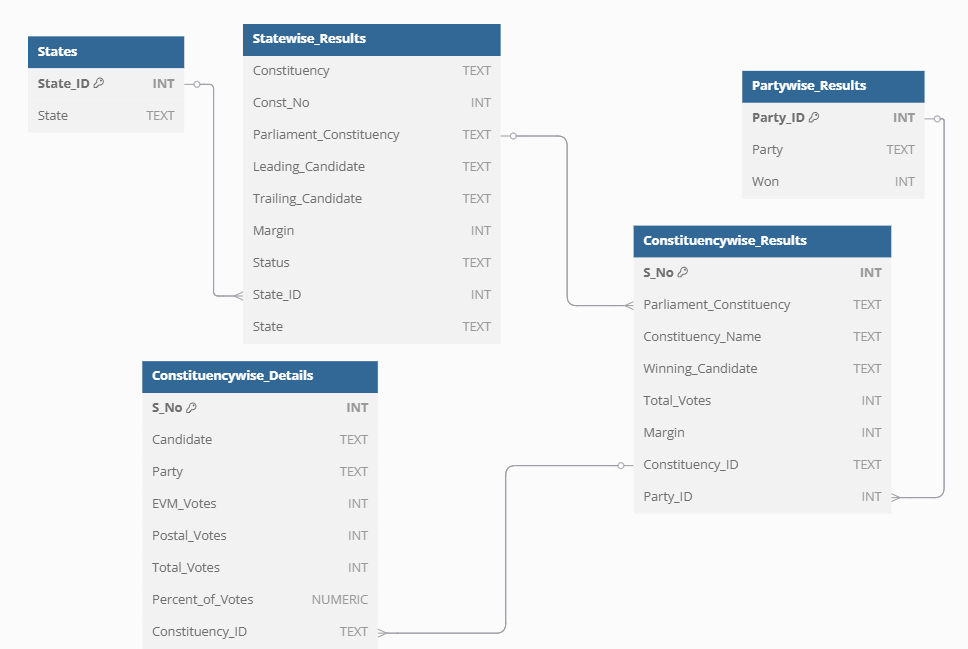 States
State_ID INT
State TEXT
Statewise_Results
Constituency TEXT
Const_No INT
Parliament_Constituency TEXT
Leading_Candidate TEXT
Trailing_Candidate TEXT
Margin INT
Status TEXT
State_ID INT
State TEXT
Partywise_Results
Party_ID INT
Party TEXT
Won INT
Constituencywise_Results
S_No INT
Parliament_Constituency TEXT
Constituency_Name TEXT
Winning_Candidate TEXT
Total_Votes INT
Margin INT
Constituency_ID TEXT
Party_ID INT
Constituencywise_Details
S_No INT
Candidate TEXT
Party TEXT
EVM_Votes INT
Postal_Votes INT
Total_Votes INT
Percent_of_Votes NUMERIC
Constituency_ID TEXT